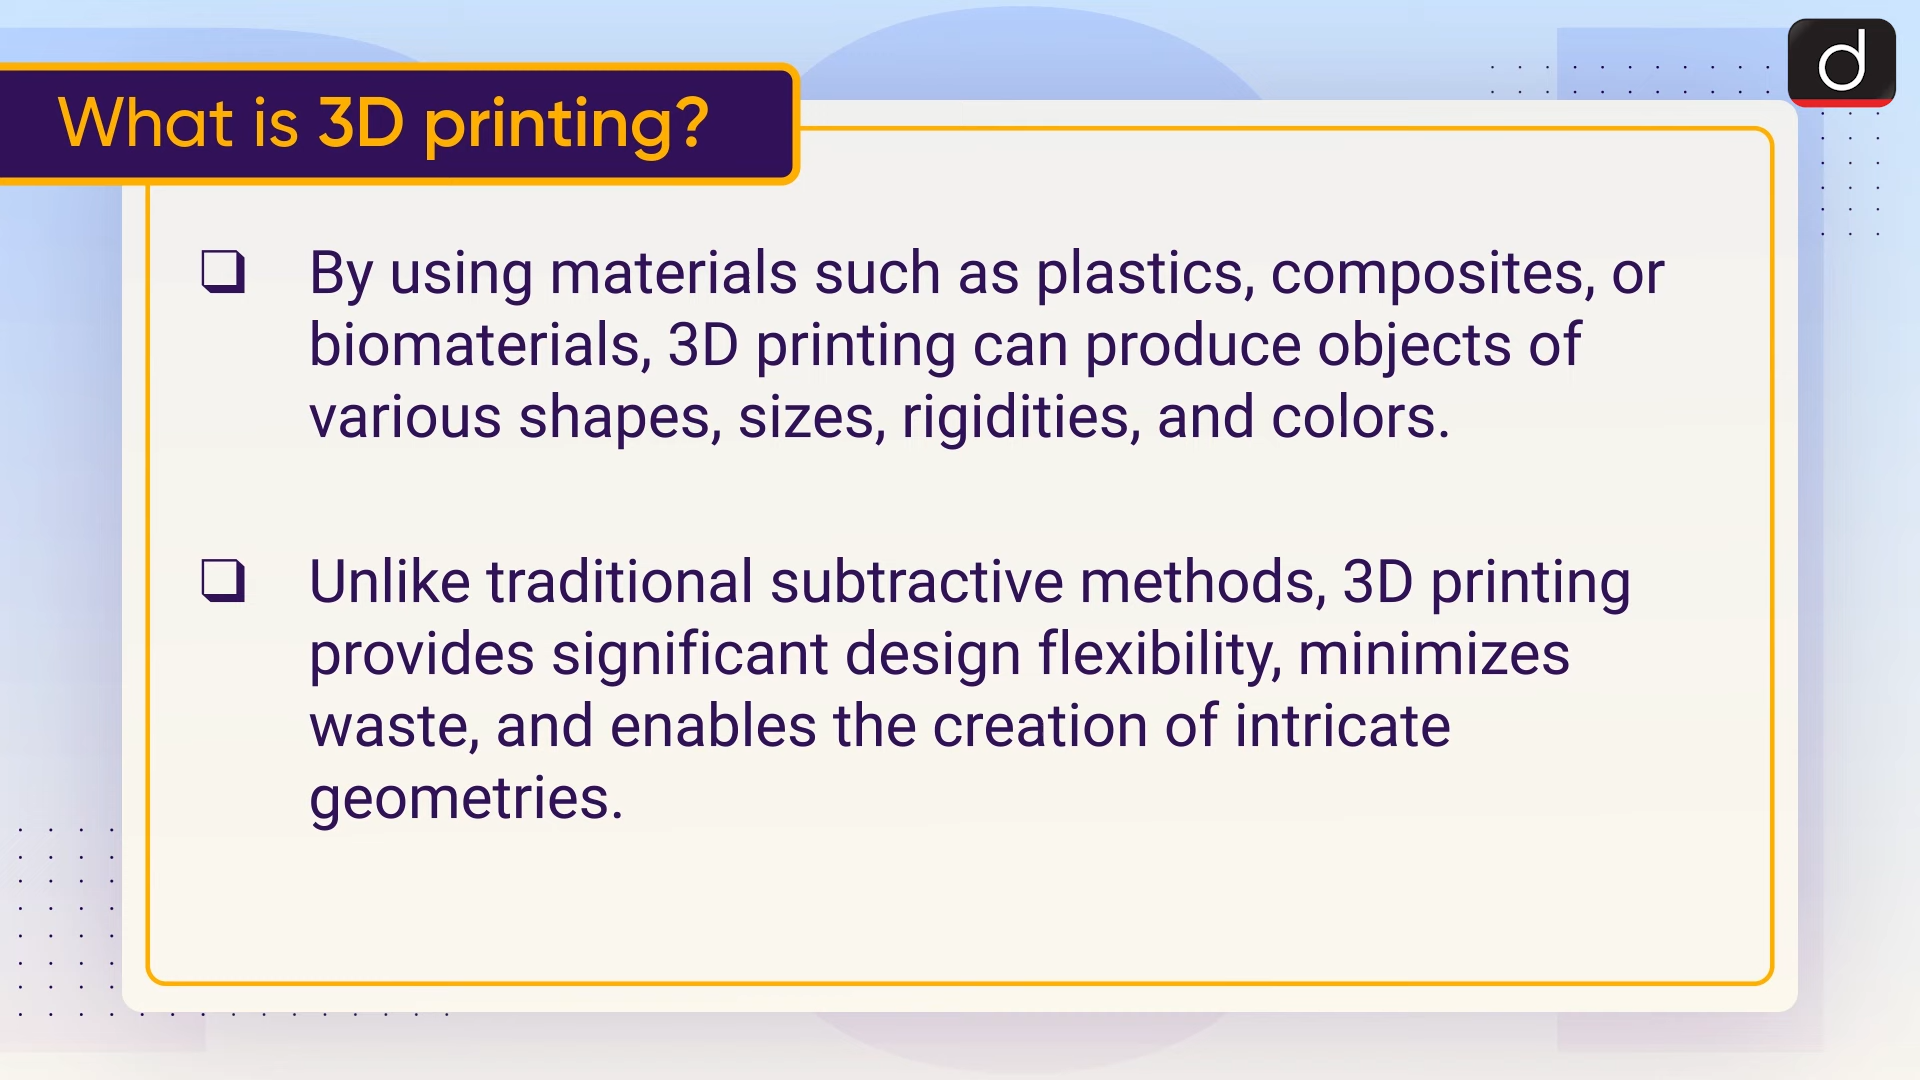 What is 3D printing?
d
❑ By using materials such as plastics, composites, or
biomaterials, 3D printing can produce objects of
various shapes, sizes, rigidities, and colors.
❑ Unlike traditional subtractive methods, 3D printing
provides significant design flexibility, minimizes
waste, and enables the creation of intricate
geometries.